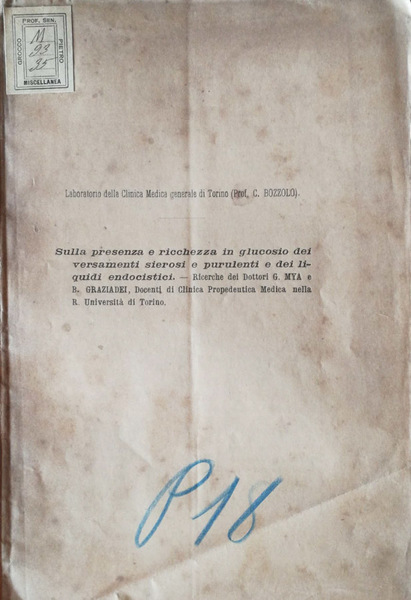 PROF. SEN.
GROCCO
PIETRO
M
93
35
MISCELLANEA
Laboratorio della Clinica Medica generale di Torino (Prof. C. BOZZOLO).
Sulla presenza e ricchezza in glucosio dei
versamenti sierosi e purulenti e dei li-
quidi endocistici. — Ricerche dei Dottori G. MYA e
B. GRAZIADEI, Docenti di Clinica Propedeutica Medica nella
R. Università di Torino.
P18